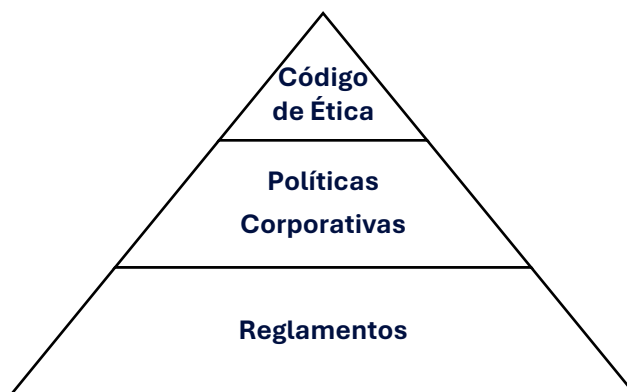 Código
de Ética
Políticas
Corporativas
Reglamentos